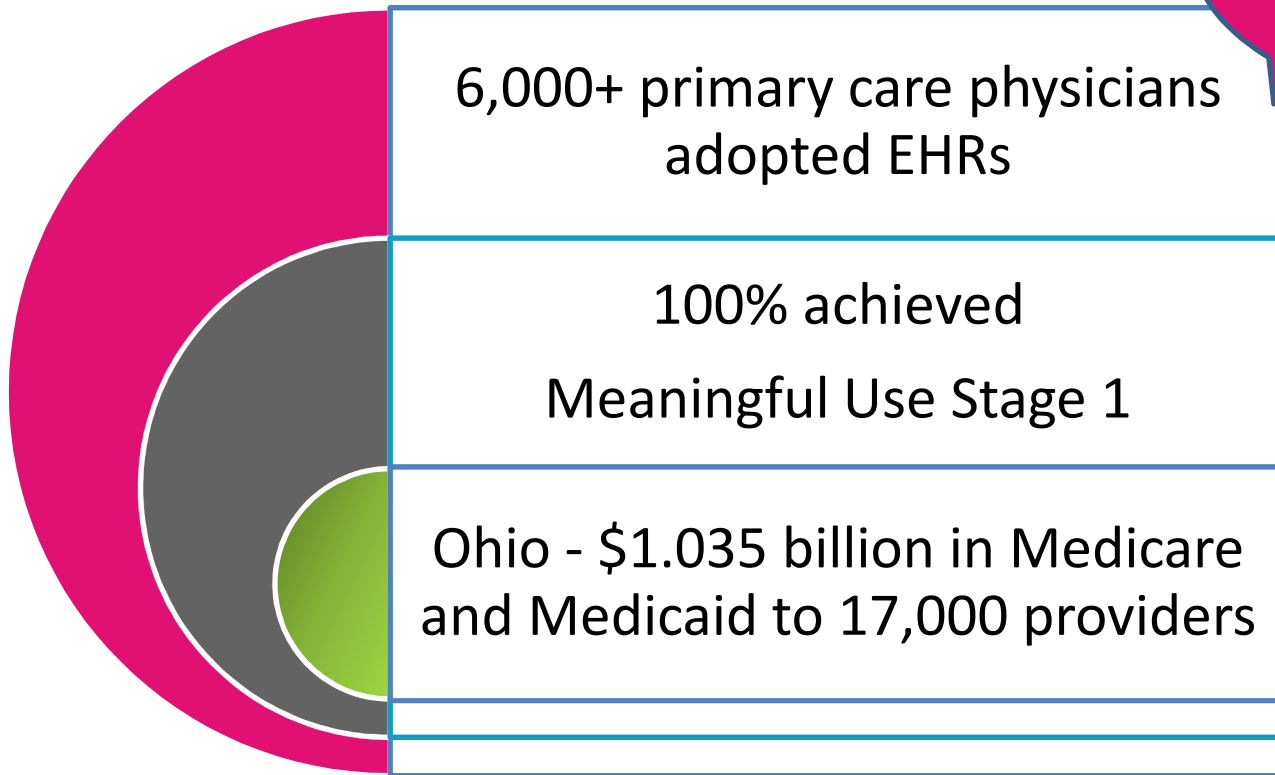 6,000+ primary care physicians
adopted EHRs
100% achieved
Meaningful Use Stage 1
Ohio - $1.035 billion in Medicare
and Medicaid to 17,000 providers